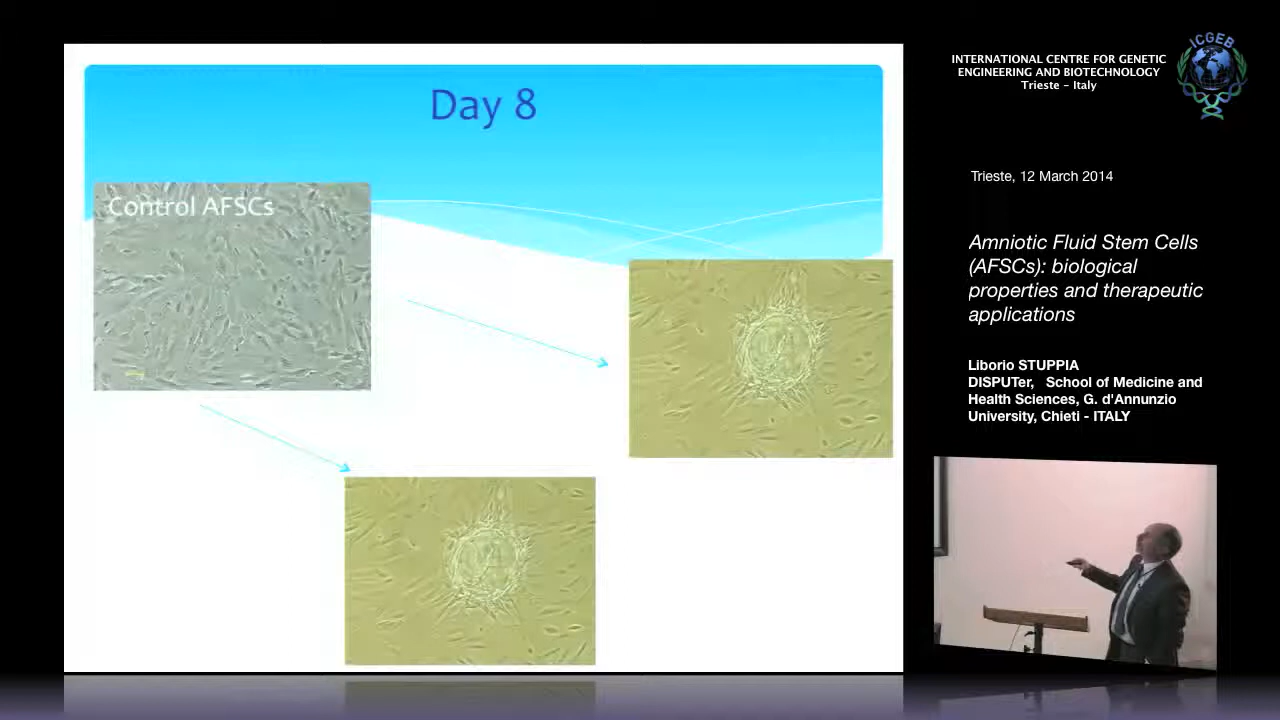 Day 8
Control AFSCs
INTERNATIONAL CENTRE FOR GENETIC
ENGINEERING AND BIOTECHNOLOGY
Trieste - Italy
ICGEB
Trieste, 12 March 2014
Amniotic Fluid Stem Cells
(AFSCs): biological
properties and therapeutic
applications
Liborio STUPPIA
DISPUTer, School of Medicine and
Health Sciences, G. d'Annunzio
University, Chieti - ITALY